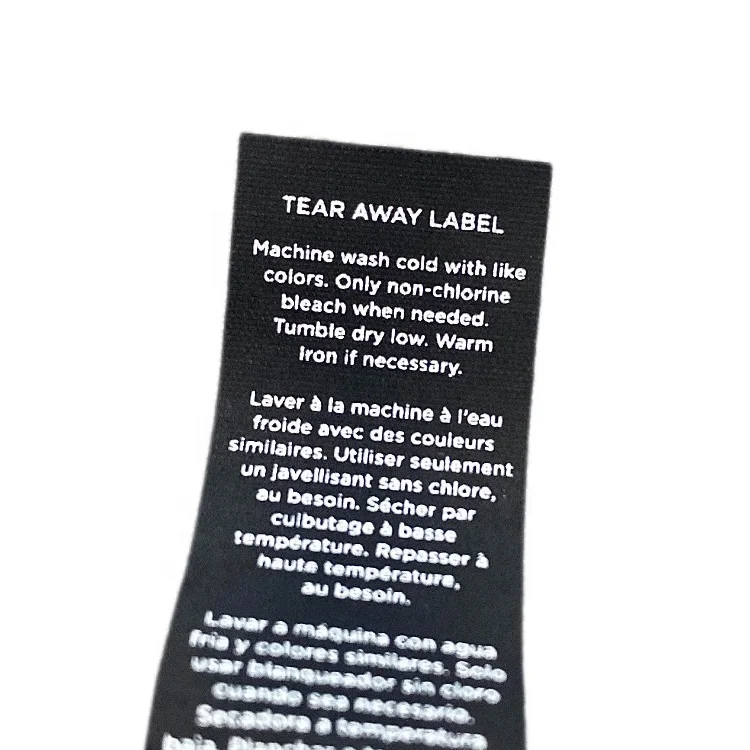 TEAR AWAY LABEL
Machine wash cold with like
colors. Only non-chlorine
bleach when needed.
Tumble dry low. Warm
Iron if necessary.
Laver à la machine à l'eau
froide avec des couleurs
similaires. Utiliser seulement
un javellisant sans chlore,
au besoin. Sécher par
culbutage à basse
température. Repasser à
haute température,
au besoin.
Lavar a máquina con agua
fria y colores similares. Solo
usar blanqueador sin cloro
cuando sea necesario.
Secadora a temperatura
baja.